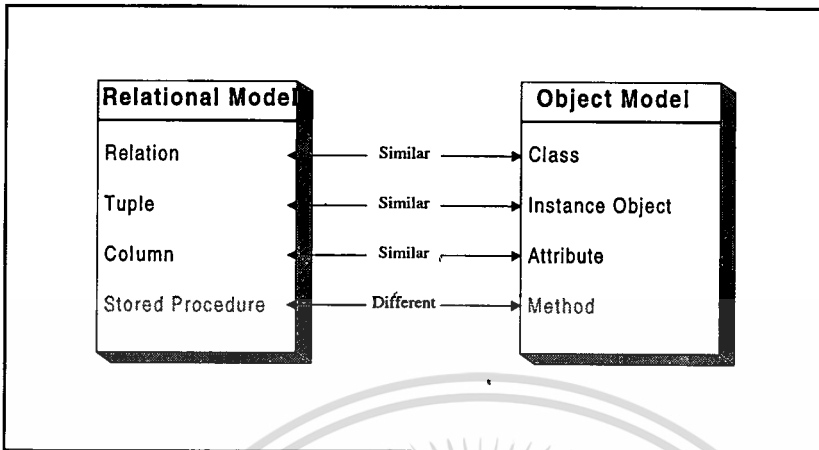 Relational Model
Object Model
Relation Similar Class
Tuple Similar Instance Object
Column Similar Attribute
Stored Procedure Different Method